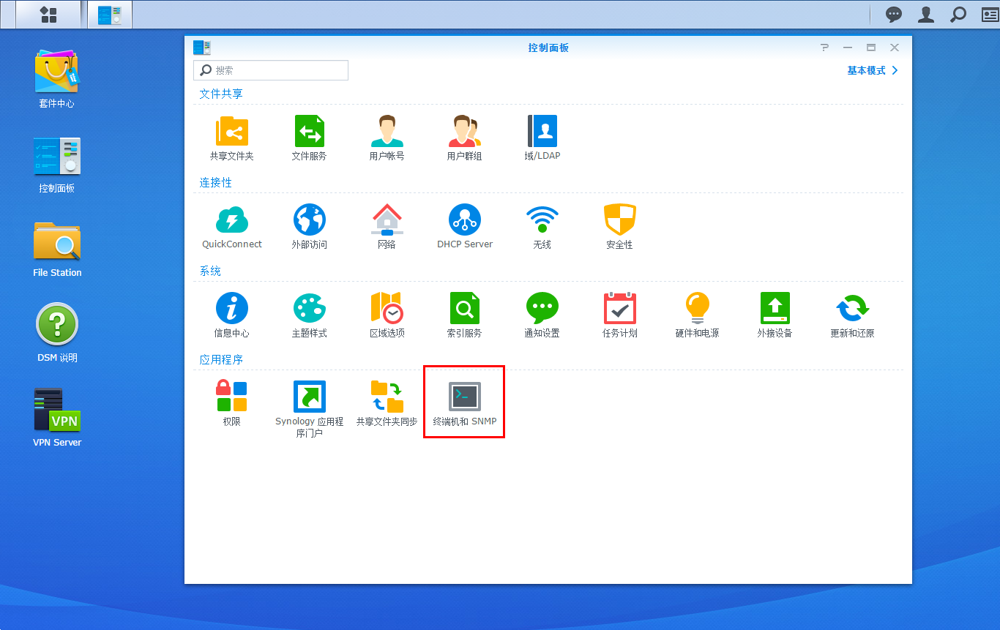 控制面板
搜索
基本模式
文件共享
共享文件夹
文件服务
用户帐号
用户群组
域/LDAP
连接性
QuickConnect
外部访问
网络
DHCP Server
无线
安全性
系统
信息中心
主题样式
区域选项
索引服务
通知设置
任务计划
硬件和电源
外接设备
更新和还原
应用程序
权限
Synology 应用程
序门户
共享文件夹同步
终端机和 SNMP
套件中心
控制面板
File Station
DSM 说明
VPN
VPN Server